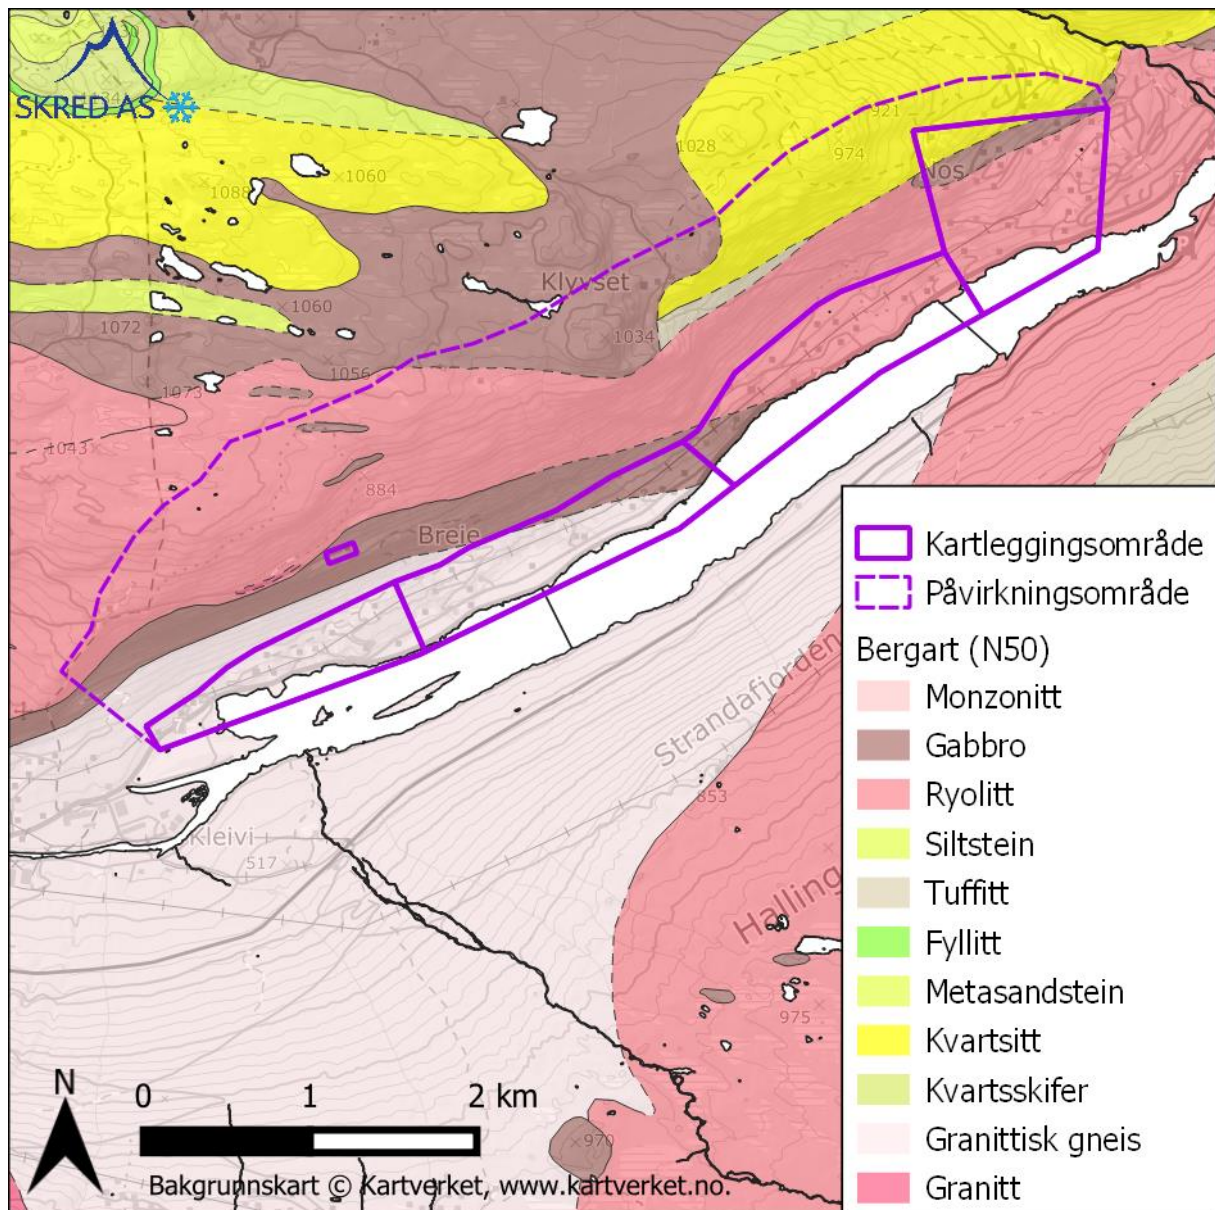 SKRED AS
1088
1060
1060
1072
1056
1073
1043
884
1028
921
974
Nos
Klyvset
1034
Breie
Strandafjorden
853
Kleivi
517
Halling
975
970
P
N
0 1 2 km
Bakgrunnskart © Kartverket, www.kartverket.no.
Kartleggingsområde
Påvirkningsområde
Bergart (N50)
Monzonitt
Gabbro
Ryolitt
Siltstein
Tuffitt
Fyllitt
Metasandstein
Kvartsitt
Kvartsskifer
Granittisk gneis
Granitt